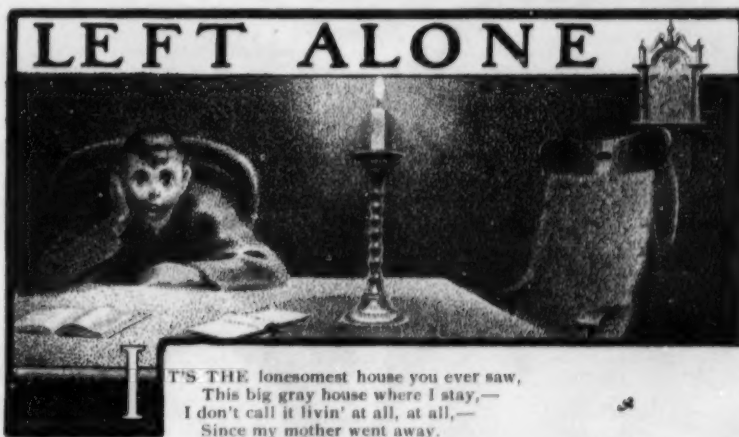 LEFT ALONE
IT'S THE lonesomest house you ever saw,
This big gray house where I stay,—
I don't call it livin' at all, at all,—
Since my mother went away.